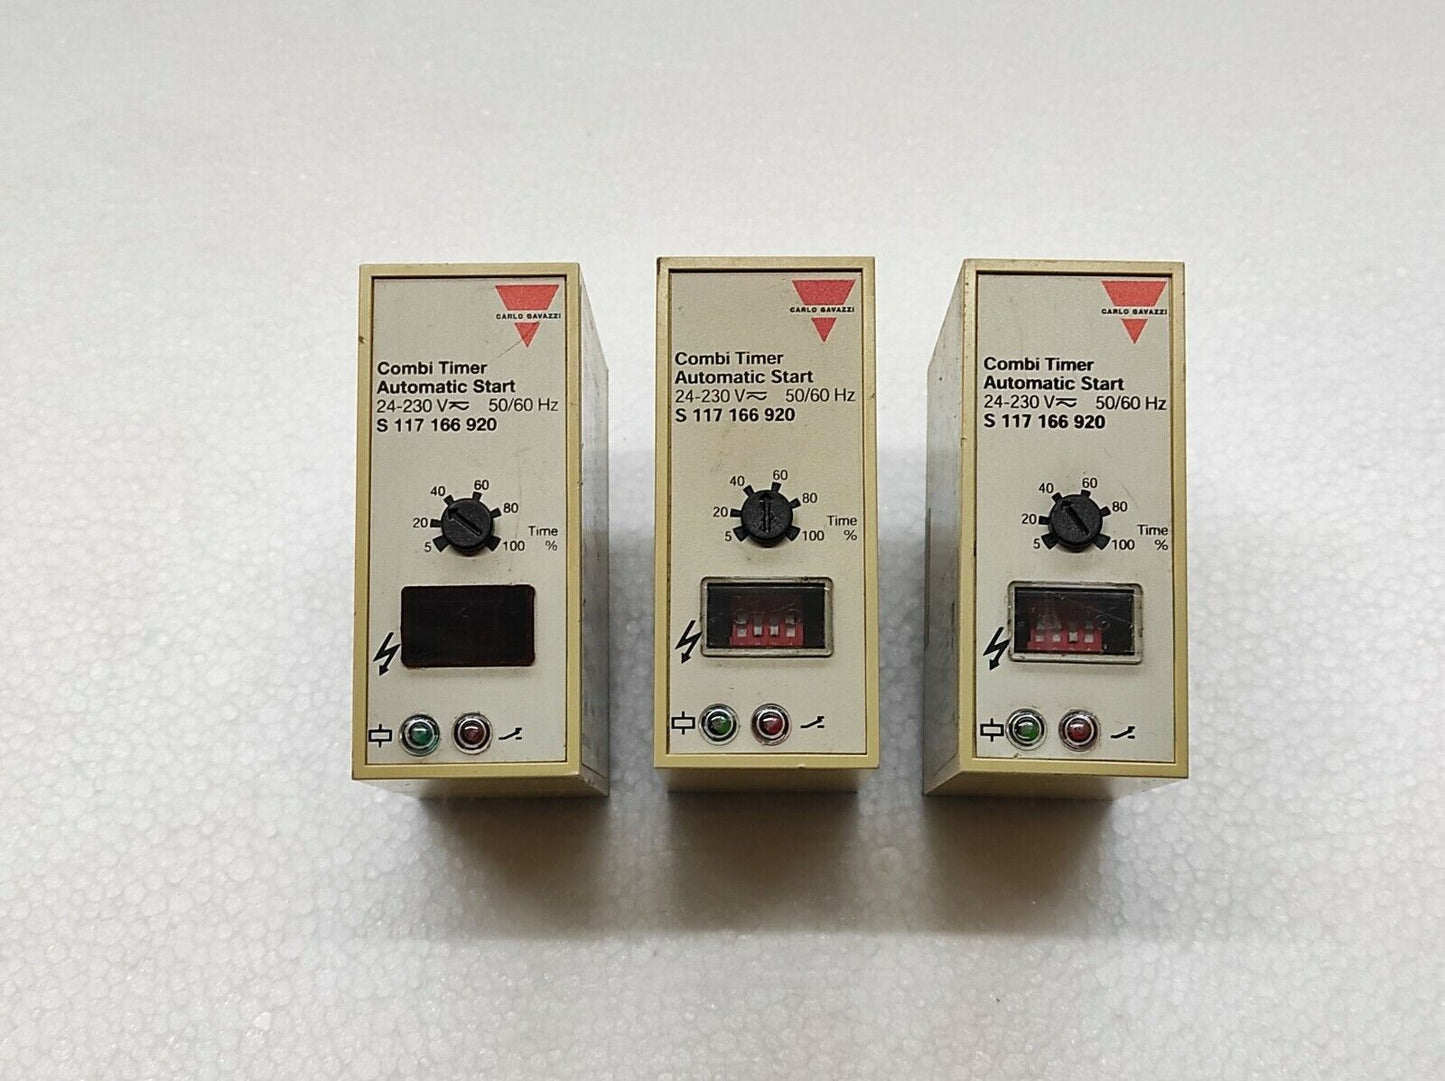 CARLO GAVAZZI
Combi Timer
Automatic Start
24-230 V 50/60 Hz
S 117 166 920
5 20 40 60 80 100
Time
%
CARLO GAVAZZI
Combi Timer
Automatic Start
24-230 V 50/60 Hz
S 117 166 920
5 20 40 60 80 100
Time
%
CARLO GAVAZZI
Combi Timer
Automatic Start
24-230 V 50/60 Hz
S 117 166 920
5 20 40 60 80 100
Time
%